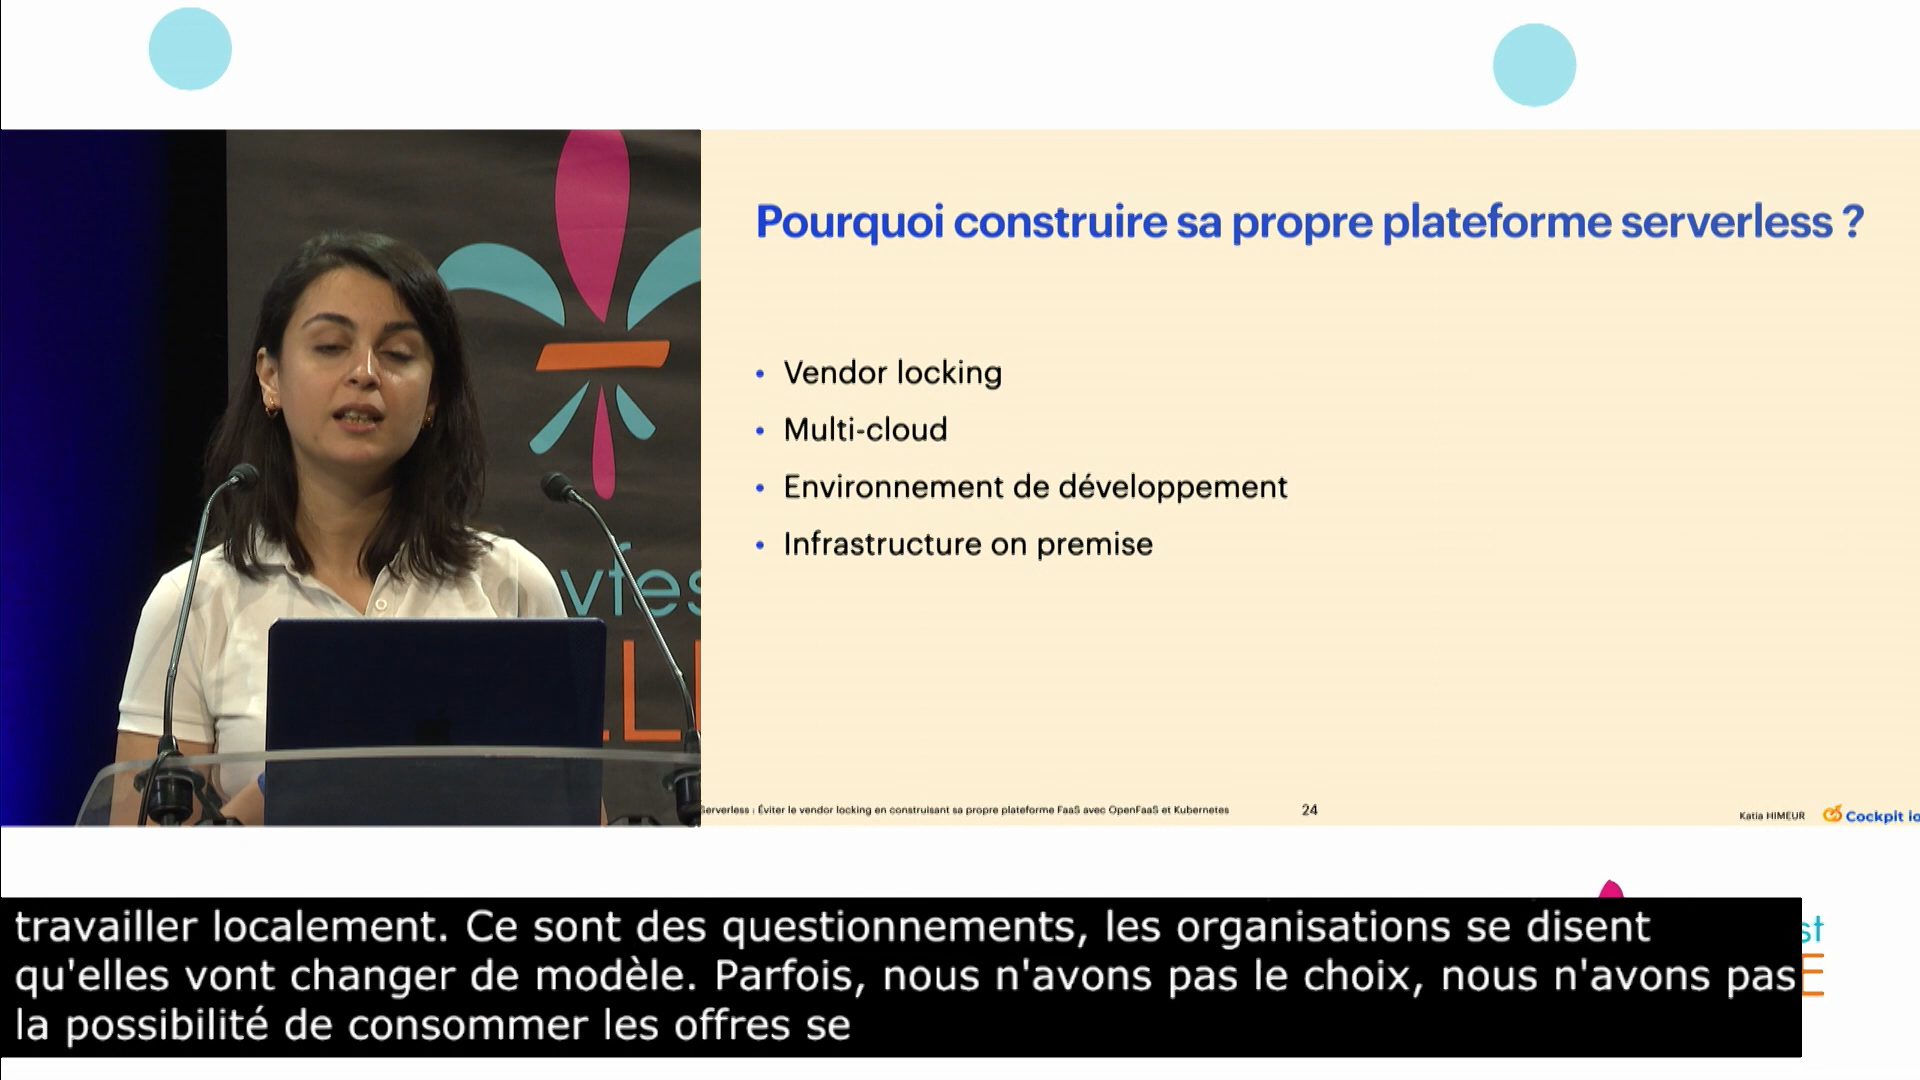 Pourquoi construire sa propre plateforme serverless ?
• Vendor locking
• Multi-cloud
• Environnement de développement
• Infrastructure on premise
vfes
LL
Serverless : Éviter le vendor locking en construisant sa propre plateforme FaaS avec OpenFaaS et Kubernetes
24
Katia HIMEUR
Cockpit io
travailler localement. Ce sont des questionnements, les organisations se disent
qu'elles vont changer de modèle. Parfois, nous n'avons pas le choix, nous n'avons pas
la possibilité de consommer les offres se
st
E